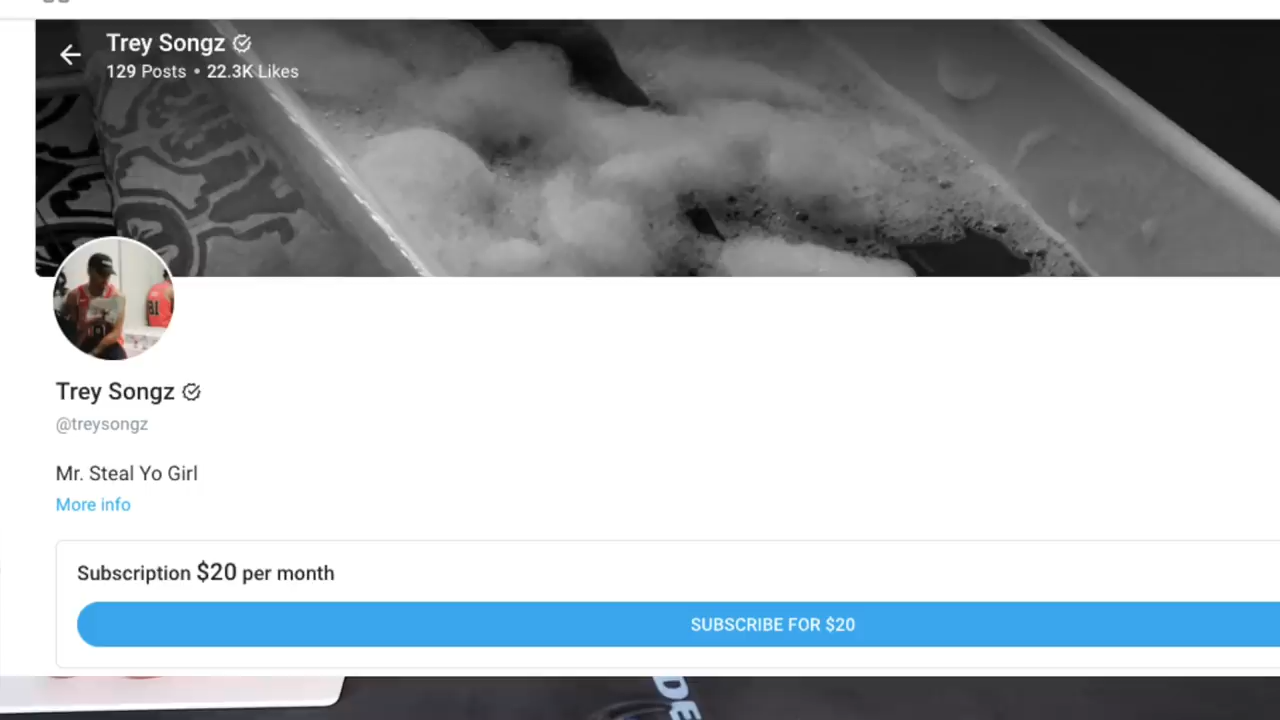 Trey Songz
129 Posts • 22.3K Likes
Trey Songz
@treysongz
Mr. Steal Yo Girl
More info
Subscription $20 per month
SUBSCRIBE FOR $20
DE